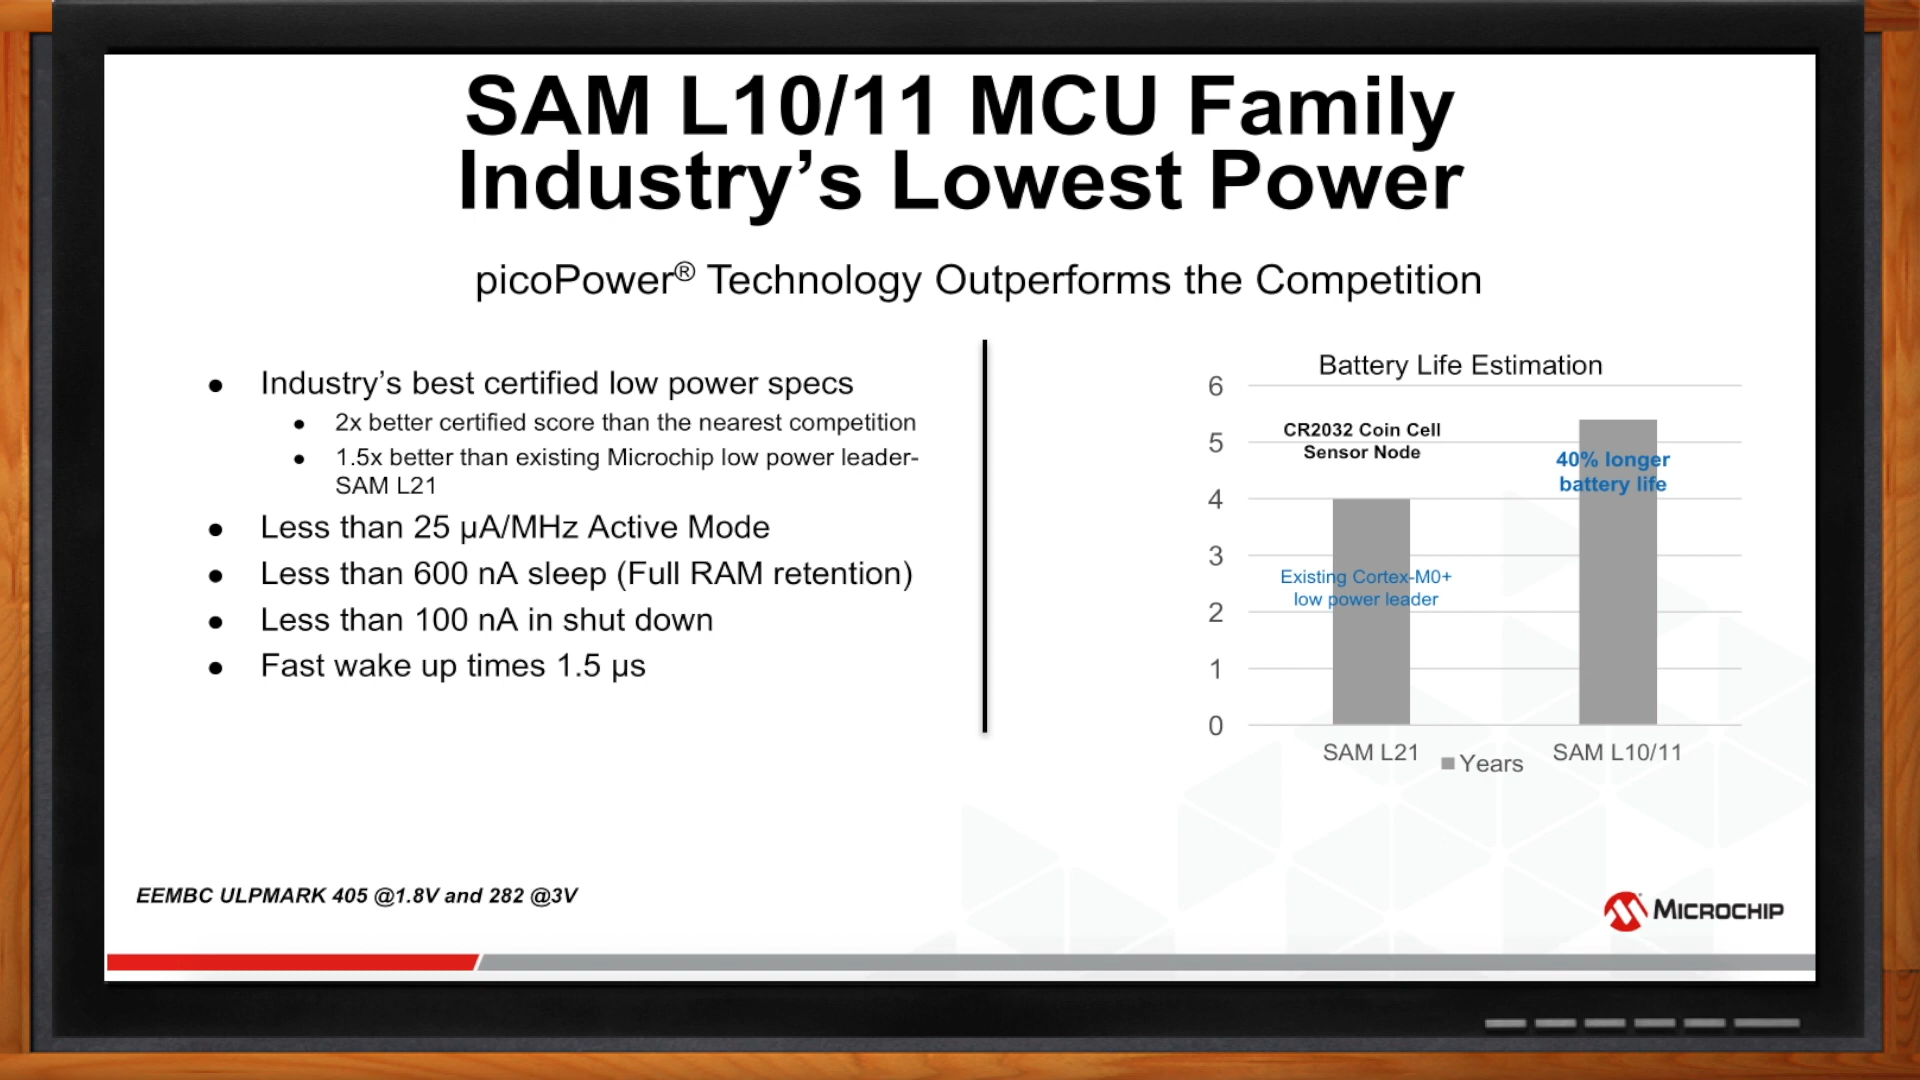 SAM L10/11 MCU Family
Industry’s Lowest Power
picoPower® Technology Outperforms the Competition
● Industry’s best certified low power specs
● 2x better certified score than the nearest competition
● 1.5x better than existing Microchip low power leader-
SAM L21
● Less than 25 µA/MHz Active Mode
● Less than 600 nA sleep (Full RAM retention)
● Less than 100 nA in shut down
● Fast wake up times 1.5 µs
Battery Life Estimation
6
5
4
3
2
1
0
CR2032 Coin Cell
Sensor Node
40% longer
battery life
Existing Cortex-M0+
low power leader
SAM L21
SAM L10/11
Years
EEMBC ULPMARK 405 @1.8V and 282 @3V
MICROCHIP